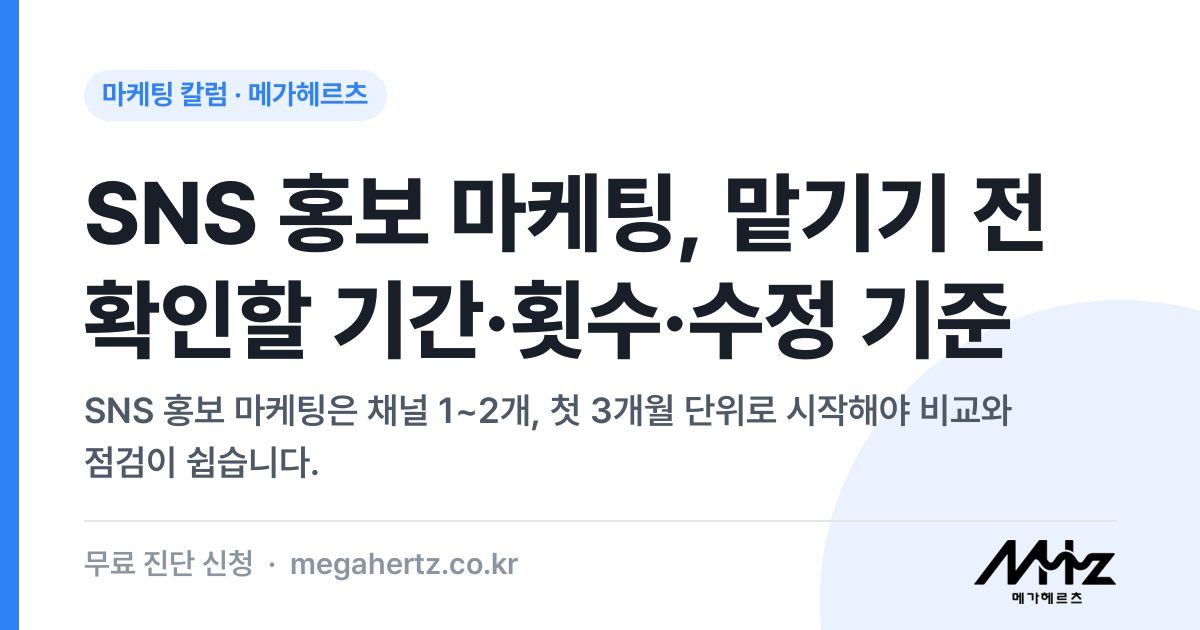 마케팅 칼럼 · 메가헤르츠
SNS 홍보 마케팅, 맡기기 전
확인할 기간·횟수·수정 기준
SNS 홍보 마케팅은 채널 1~2개, 첫 3개월 단위로 시작해야 비교와
점검이 쉽습니다.
무료 진단 신청 · megahertz.co.kr
MHz
메가헤르츠